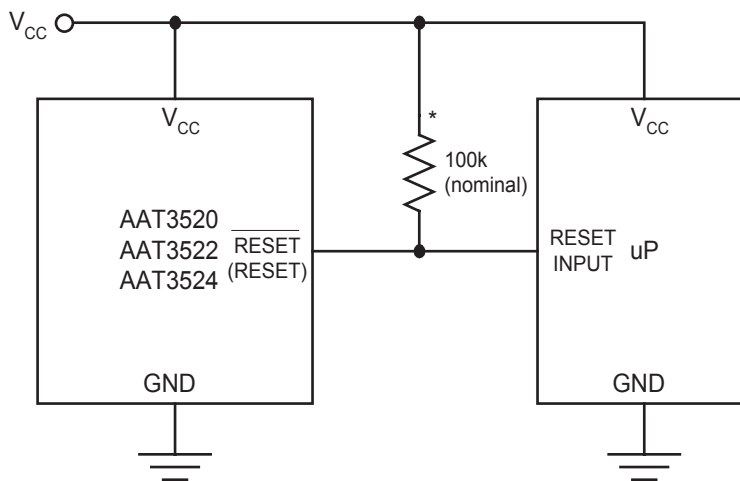 VCC
VCC
*
100k
(nominal)
VCC
AAT3520
AAT3522
AAT3524
RESET
(RESET)
RESET
INPUT
uP
GND
GND